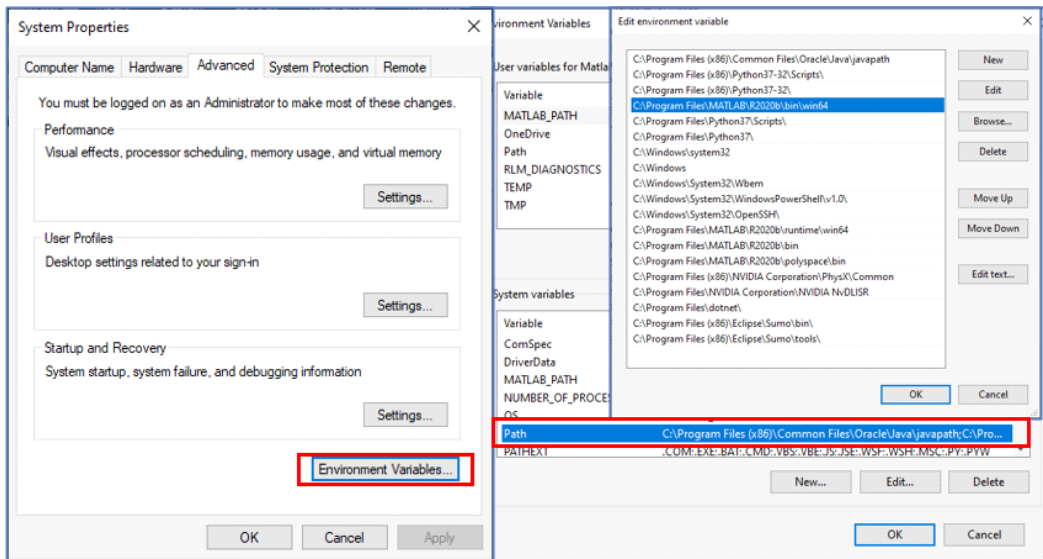 System Properties
Computer Name Hardware Advanced System Protection Remote
You must be logged on as an Administrator to make most of these changes.
Performance
Visual effects, processor scheduling, memory usage, and virtual memory
Settings...
User Profiles
Desktop settings related to your sign-in
Settings...
Startup and Recovery
System startup, system failure, and debugging information
Settings...
Environment Variables...
OK Cancel Apply
vironment Variables
User variables for Matla
Variable
MATLAB_PATH
OneDrive
Path
RLM_DIAGNOSTICS
TEMP
TMP
System variables
Variable
ComSpec
DriverData
MATLAB_PATH
NUMBER_OF_PROCES
OS
Path C:\Program Files (x86)\Common Files\Oracle\Java\javapath;C:\Pro...
PATHEXT .COM;.EXE;.BAT;.CMD;.VBS;.VBE;.JS;.JSE;.WSF;.WSH;.MSC;.PY;.PYW
New... Edit... Delete
OK Cancel
Edit environment variable
C:\Program Files (x86)\Common Files\Oracle\Java\javapath
C:\Program Files (x86)\Python37-32\Scripts\
C:\Program Files (x86)\Python37-32\
C:\Program Files\MATLAB\R2020b\bin\win64
C:\Program Files\Python37\Scripts\
C:\Program Files\Python37\
C:\Windows\system32
C:\Windows
C:\Windows\System32\Wbem
C:\Windows\System32\WindowsPowerShell\v1.0\
C:\Windows\System32\OpenSSH\
C:\Program Files\MATLAB\R2020b\runtime\win64
C:\Program Files\MATLAB\R2020b\bin
C:\Program Files\MATLAB\R2020b\polyspace\bin
C:\Program Files (x86)\NVIDIA Corporation\PhysX\Common
C:\Program Files\NVIDIA Corporation\NVIDIA NvDLISR
C:\Program Files\dotnet\
C:\Program Files (x86)\Eclipse\Sumo\bin\
C:\Program Files (x86)\Eclipse\Sumo\tools\
New
Edit
Browse...
Delete
Move Up
Move Down
Edit text...
OK Cancel